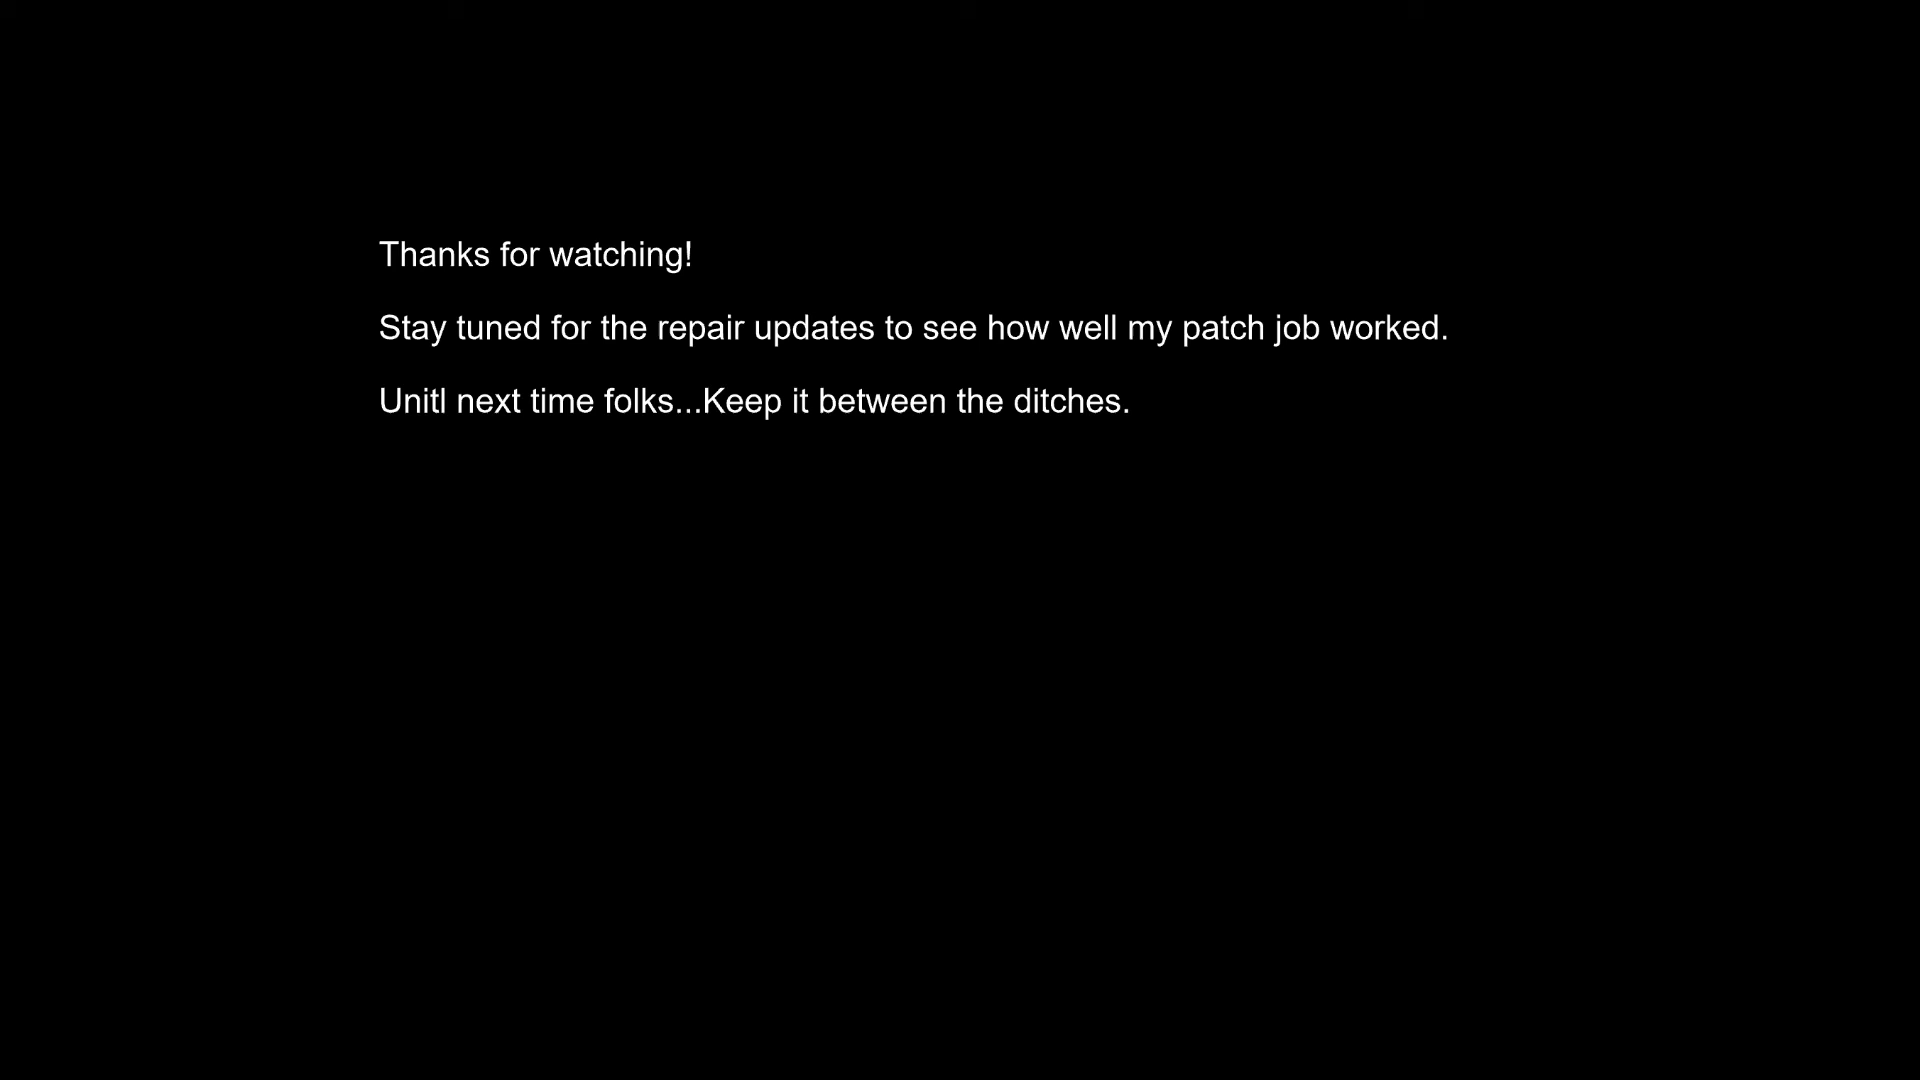 Thanks for watching!
Stay tuned for the repair updates to see how well my patch job worked.
Unitl next time folks...Keep it between the ditches.